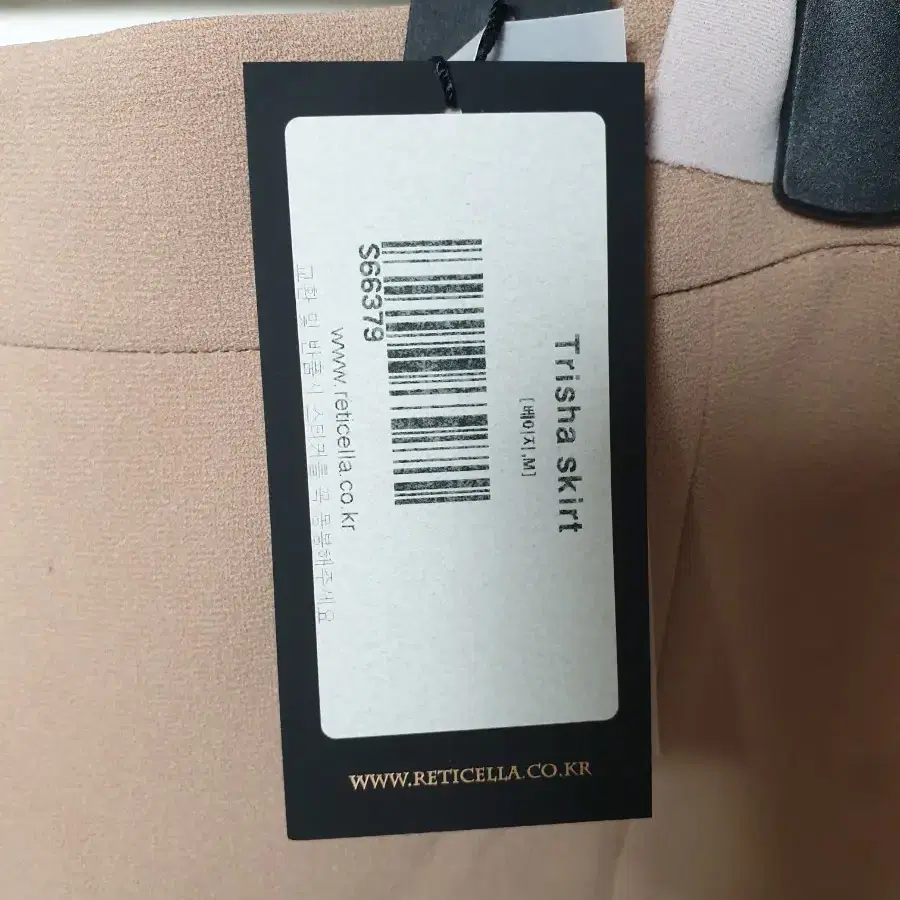 Trisha skirt
[베이지,M]
S66379
www.reticella.co.kr
교환 및 반품시 스티커를 꼭 동봉해주세요
WWW.RETICELLA.CO.KR